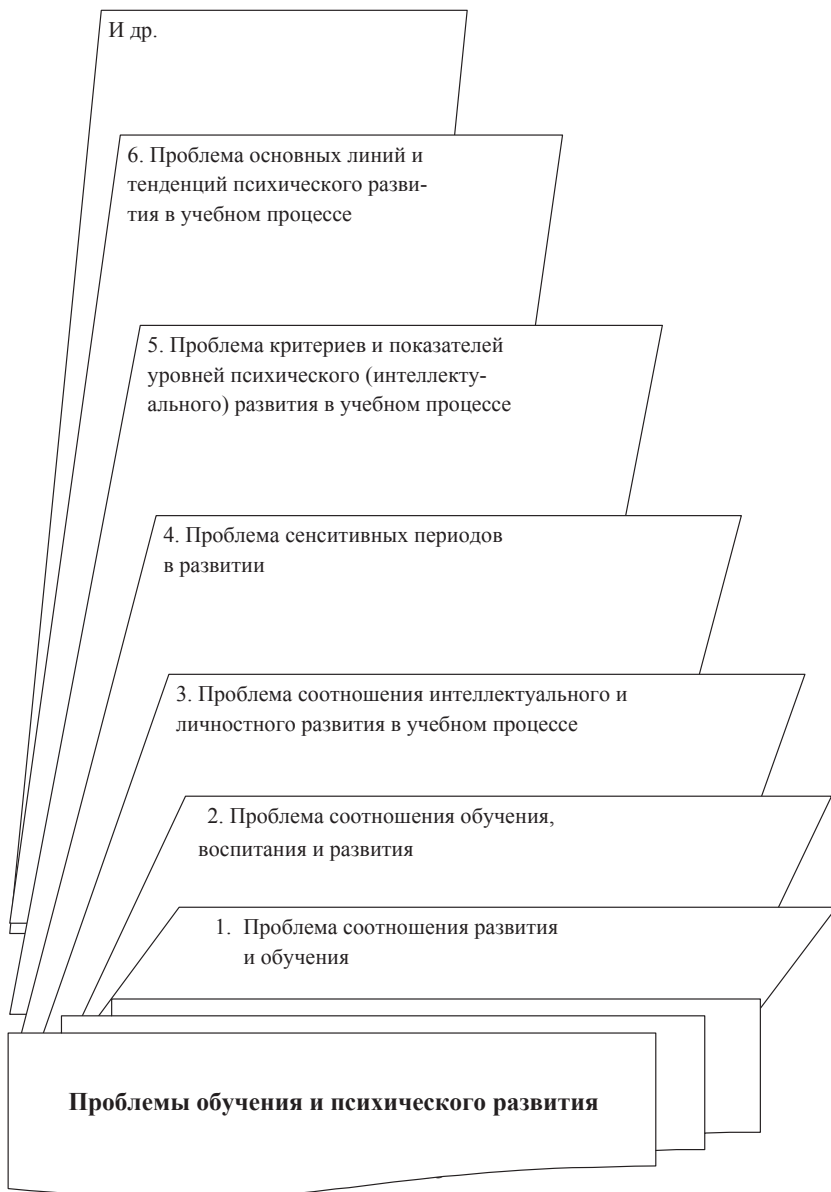 И др.
6. Проблема основных линий и
тенденций психического разви-
тия в учебном процессе
5. Проблема критериев и показателей
уровней психического (интеллекту-
ального) развития в учебном процессе
4. Проблема сенситивных периодов
в развитии
3. Проблема соотношения интеллектуального и
личностного развития в учебном процессе
2. Проблема соотношения обучения,
воспитания и развития
1. Проблема соотношения развития
и обучения
Проблемы обучения и психического развития